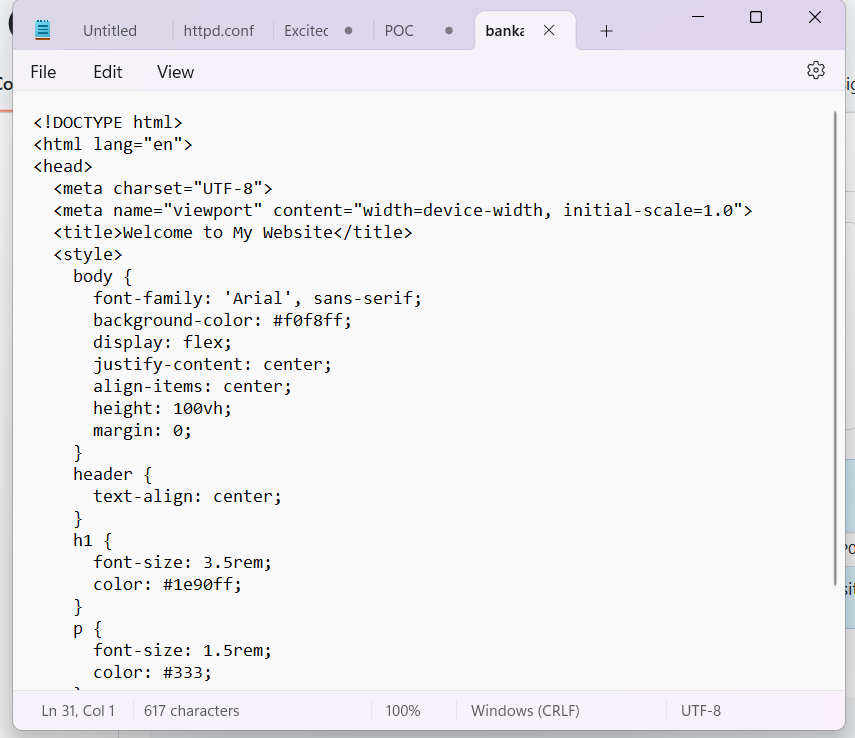 Untitled
httpd.conf
Excitec
POC
banka
File Edit View
<!DOCTYPE html>
<html lang="en">
<head>
  <meta charset="UTF-8">
  <meta name="viewport" content="width=device-width, initial-scale=1.0">
  <title>Welcome to My Website</title>
  <style>
    body {
      font-family: 'Arial', sans-serif;
      background-color: #f0f8ff;
      display: flex;
      justify-content: center;
      align-items: center;
      height: 100vh;
      margin: 0;
    }
    header {
      text-align: center;
    }
    h1 {
      font-size: 3.5rem;
      color: #1e90ff;
    }
    p {
      font-size: 1.5rem;
      color: #333;
Ln 31, Col 1 617 characters 100% Windows (CRLF) UTF-8